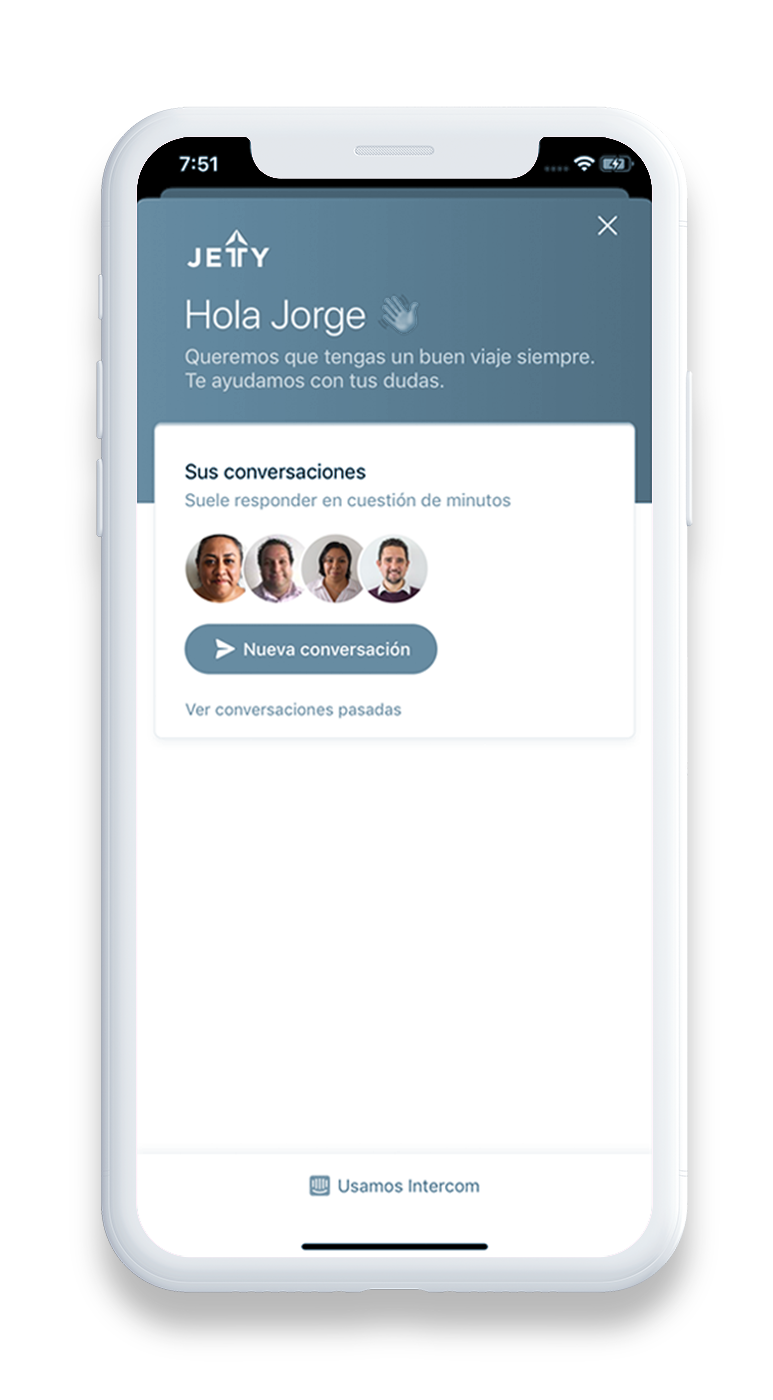 7:51
JETTY
Hola Jorge 👋
Queremos que tengas un buen viaje siempre.
Te ayudamos con tus dudas.
Sus conversaciones
Suele responder en cuestión de minutos
Nueva conversación
Ver conversaciones pasadas
Usamos Intercom